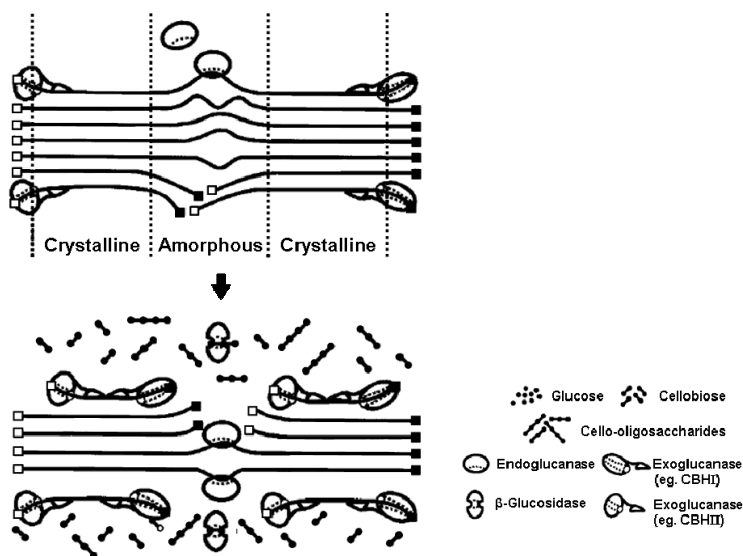 Crystalline Amorphous Crystalline
Glucose Cellobiose
Cello-oligosaccharides
Endoglucanase Exoglucanase
(eg. CBHI)
β-Glucosidase Exoglucanase
(eg. CBHII)